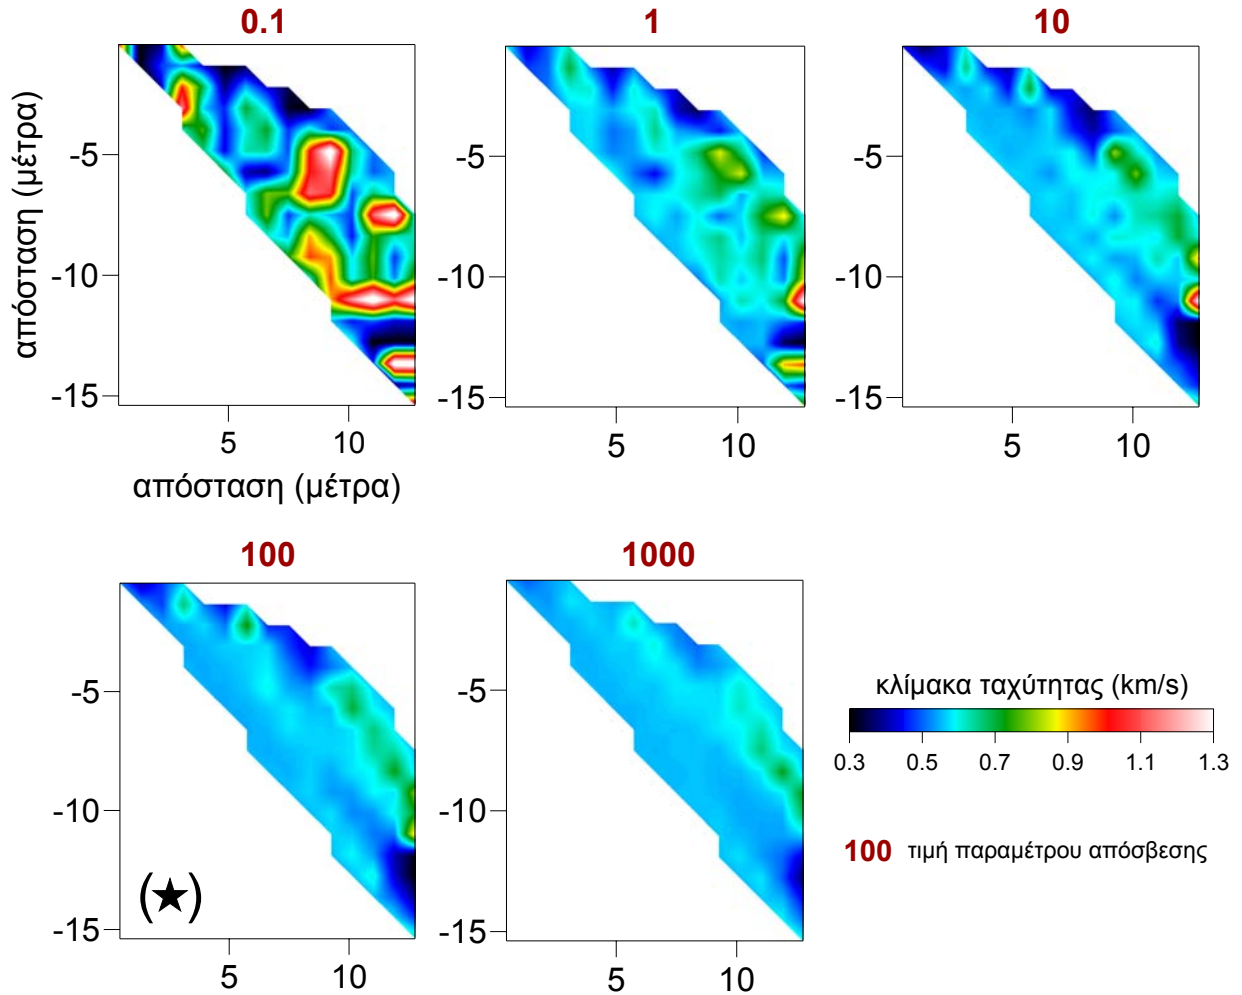 0.1 1 10
απόσταση (μέτρα)
-5 -5 -5
-10 -10 -10
-15 -15 -15
5 10 5 10 5 10
απόσταση (μέτρα)
100 1000
-5 -5
-10 -10
-15 -15
(★)
5 10 5 10
κλίμακα ταχύτητας (km/s)
0.3 0.5 0.7 0.9 1.1 1.3
100 τιμή παραμέτρου απόσβεσης